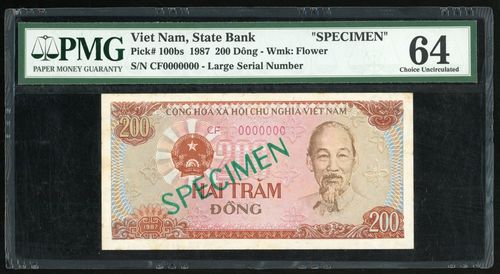 PMG
PAPER MONEY GUARANTY
Viet Nam, State Bank "SPECIMEN"
Pick# 100bs 1987 200 Dông - Wmk: Flower
S/N CF0000000 - Large Serial Number
64
Choice Uncirculated
CỘNG HÒA XÃ HỘI CHỦ NGHĨA VIỆT NAM
200
CF 0000000
SPECIMEN
HAI TRĂM
ĐỒNG
1987
200